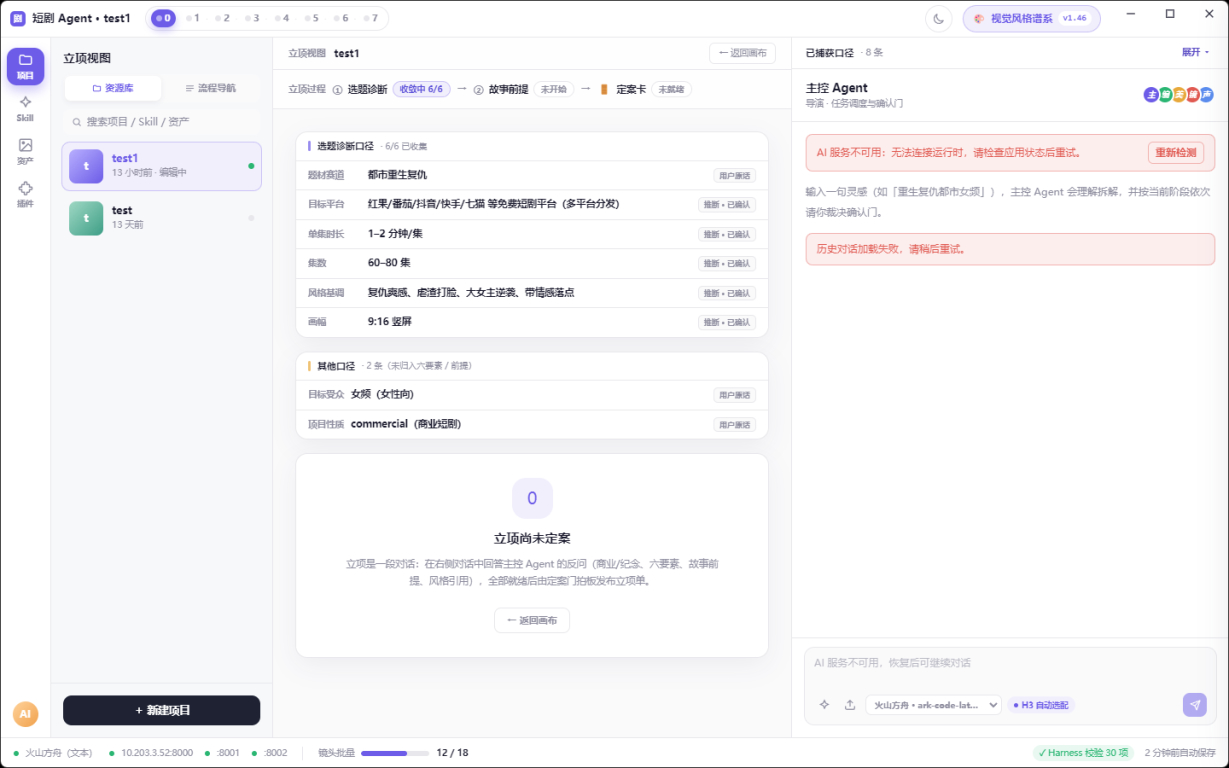 剧 短剧 Agent • test1
0 1 2 3 4 5 6 7
视觉风格谱系 v1.46
项目
Skill
资产
插件
AI
立项视图
资源库 流程导航
搜索项目 / Skill / 资产
t test1
13 小时前 · 编辑中
t test
13 天前
+ 新建项目
立项视图 test1 ← 返回画布
立项过程 ① 选题诊断 收敛中 6/6 → ② 故事前提 未开始 → 定案卡 未就绪
选题诊断口径 · 6/6 已收集
题材赛道 都市重生复仇 用户原话
目标平台 红果/番茄/抖音/快手/七猫 等免费短剧平台（多平台分发） 推断 • 已确认
单集时长 1–2 分钟/集 推断 • 已确认
集数 60–80 集 推断 • 已确认
风格基调 复仇爽感、虐渣打脸、大女主逆袭、带情感落点 推断 • 已确认
画幅 9:16 竖屏 推断 • 已确认
其他口径 · 2 条（未归入六要素 / 前提）
目标受众 女频（女性向） 用户原话
项目性质 commercial（商业短剧） 用户原话
0
立项尚未定案
立项是一段对话：在右侧对话中回答主控 Agent 的反问（商业/纪念、六要素、故事前
提、风格引用），全部就绪后由定案门拍板发布立项单。
← 返回画布
已捕获口径 · 8 条 展开
主控 Agent
导演 · 任务调度与确认门
主 编 声
AI 服务不可用：无法连接运行时，请检查应用状态后重试。 重新检测
输入一句灵感（如「重生复仇都市女频」），主控 Agent 会理解拆解，并按当前阶段依次
请你裁决确认门。
历史对话加载失败，请稍后重试。
AI 服务不可用，恢复后可继续对话
火山方舟 • ark-code-lat... H3 自动选配
火山方舟（文本） 10.203.3.52:8000 :8001 :8002 镜头批量 12 / 18
✓ Harness 校验 30 项 2 分钟前自动保存